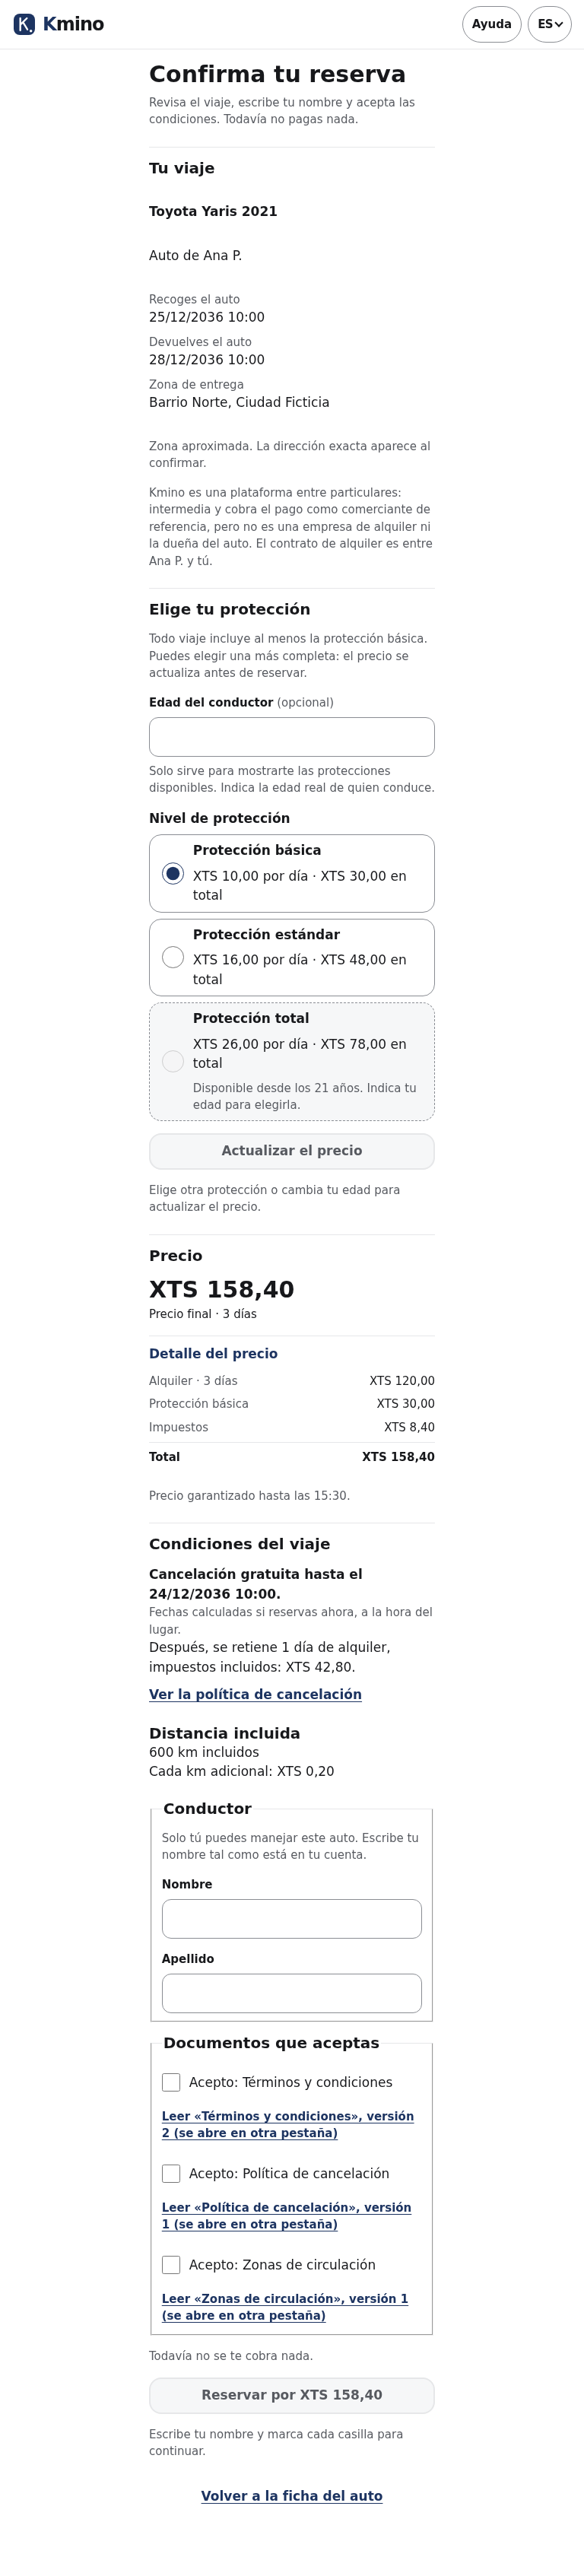 Kmino
Ayuda
ES
Confirma tu reserva
Revisa el viaje, escribe tu nombre y acepta las
condiciones. Todavía no pagas nada.
Tu viaje
Toyota Yaris 2021
Auto de Ana P.
Recoges el auto
25/12/2036 10:00
Devuelves el auto
28/12/2036 10:00
Zona de entrega
Barrio Norte, Ciudad Ficticia
Zona aproximada. La dirección exacta aparece al
confirmar.
Kmino es una plataforma entre particulares:
intermedia y cobra el pago como comerciante de
referencia, pero no es una empresa de alquiler ni
la dueña del auto. El contrato de alquiler es entre
Ana P. y tú.
Elige tu protección
Todo viaje incluye al menos la protección básica.
Puedes elegir una más completa: el precio se
actualiza antes de reservar.
Edad del conductor (opcional)
Solo sirve para mostrarte las protecciones
disponibles. Indica la edad real de quien conduce.
Nivel de protección
Protección básica
XTS 10,00 por día · XTS 30,00 en
total
Protección estándar
XTS 16,00 por día · XTS 48,00 en
total
Protección total
XTS 26,00 por día · XTS 78,00 en
total
Disponible desde los 21 años. Indica tu
edad para elegirla.
Actualizar el precio
Elige otra protección o cambia tu edad para
actualizar el precio.
Precio
XTS 158,40
Precio final · 3 días
Detalle del precio
Alquiler · 3 días XTS 120,00
Protección básica XTS 30,00
Impuestos XTS 8,40
Total XTS 158,40
Precio garantizado hasta las 15:30.
Condiciones del viaje
Cancelación gratuita hasta el
24/12/2036 10:00.
Fechas calculadas si reservas ahora, a la hora del
lugar.
Después, se retiene 1 día de alquiler,
impuestos incluidos: XTS 42,80.
Ver la política de cancelación
Distancia incluida
600 km incluidos
Cada km adicional: XTS 0,20
Conductor
Solo tú puedes manejar este auto. Escribe tu
nombre tal como está en tu cuenta.
Nombre
Apellido
Documentos que aceptas
Acepto: Términos y condiciones
Leer «Términos y condiciones», versión
2 (se abre en otra pestaña)
Acepto: Política de cancelación
Leer «Política de cancelación», versión
1 (se abre en otra pestaña)
Acepto: Zonas de circulación
Leer «Zonas de circulación», versión 1
(se abre en otra pestaña)
Todavía no se te cobra nada.
Reservar por XTS 158,40
Escribe tu nombre y marca cada casilla para
continuar.
Volver a la ficha del auto